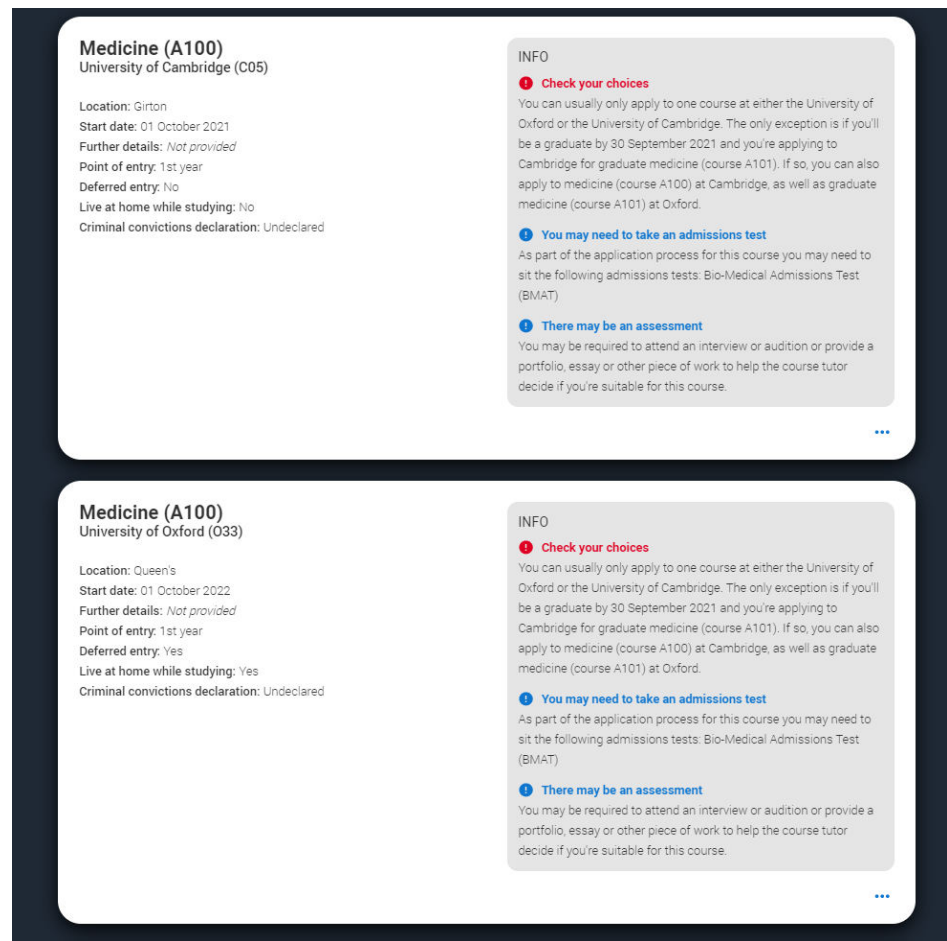 Medicine (A100)
University of Cambridge (C05)
Location: Girton
Start date: 01 October 2021
Further details: Not provided
Point of entry: 1st year
Deferred entry: No
Live at home while studying: No
Criminal convictions declaration: Undeclared
INFO
Check your choices
You can usually only apply to one course at either the University of
Oxford or the University of Cambridge. The only exception is if you'll
be a graduate by 30 September 2021 and you're applying to
Cambridge for graduate medicine (course A101). If so, you can also
apply to medicine (course A100) at Cambridge, as well as graduate
medicine (course A101) at Oxford.
You may need to take an admissions test
As part of the application process for this course you may need to
sit the following admissions tests: Bio-Medical Admissions Test
(BMAT)
There may be an assessment
You may be required to attend an interview or audition or provide a
portfolio, essay or other piece of work to help the course tutor
decide if you're suitable for this course.
Medicine (A100)
University of Oxford (O33)
Location: Queen's
Start date: 01 October 2022
Further details: Not provided
Point of entry: 1st year
Deferred entry: Yes
Live at home while studying: Yes
Criminal convictions declaration: Undeclared
INFO
Check your choices
You can usually only apply to one course at either the University of
Oxford or the University of Cambridge. The only exception is if you'll
be a graduate by 30 September 2021 and you're applying to
Cambridge for graduate medicine (course A101). If so, you can also
apply to medicine (course A100) at Cambridge, as well as graduate
medicine (course A101) at Oxford.
You may need to take an admissions test
As part of the application process for this course you may need to
sit the following admissions tests: Bio-Medical Admissions Test
(BMAT)
There may be an assessment
You may be required to attend an interview or audition or provide a
portfolio, essay or other piece of work to help the course tutor
decide if you're suitable for this course.